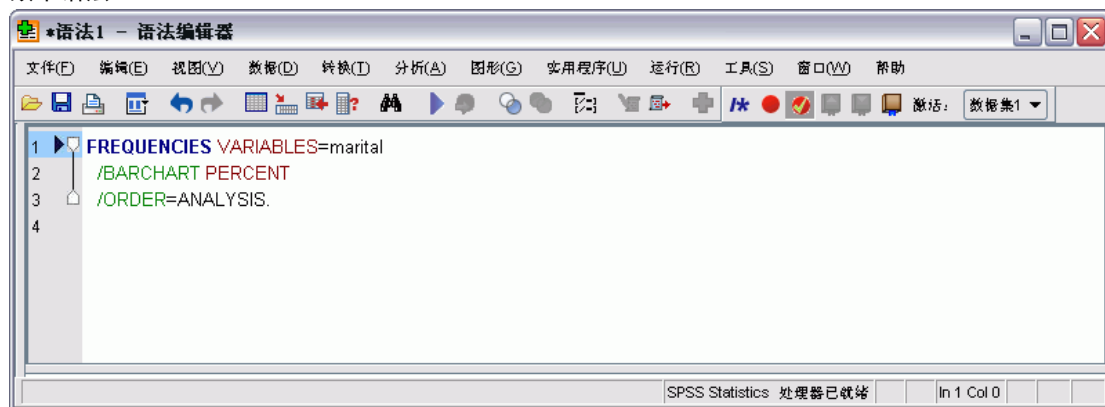 *语法1 - 语法编辑器
文件(F) 编辑(E) 视图(V) 数据(D) 转换(T) 分析(A) 图形(G) 实用程序(U) 运行(R) 工具(S) 窗口(W) 帮助
激活： 数据集1
1 FREQUENCIES VARIABLES=marital
2 /BARCHART PERCENT
3 /ORDER=ANALYSIS.
4
SPSS Statistics 处理器已就绪 In 1 Col 0